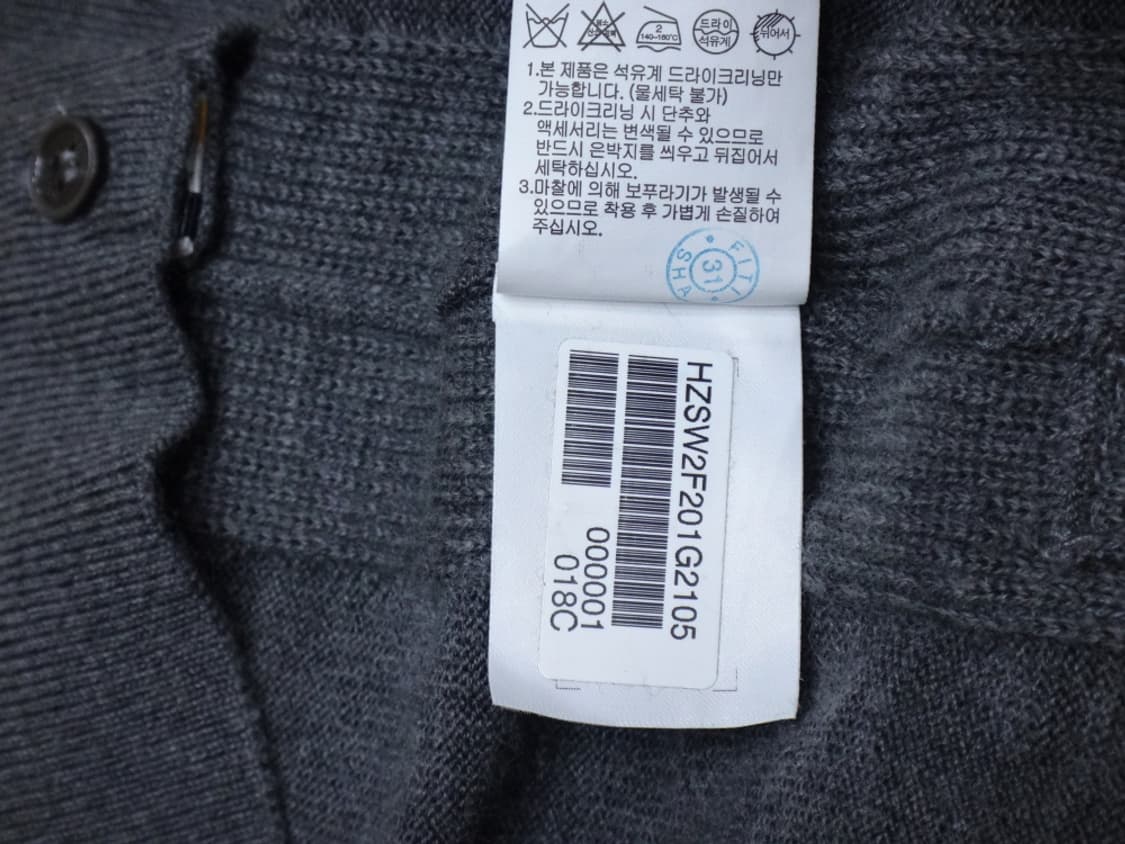 2
140~160°C
드라이
석유계
뉘어서
1.본 제품은 석유계 드라이크리닝만
가능합니다. (물세탁 불가)
2.드라이크리닝 시 단추와
액세서리는 변색될 수 있으므로
반드시 은박지를 씌우고 뒤집어서
세탁하십시오.
3.마찰에 의해 보푸라기가 발생될 수
있으므로 착용 후 가볍게 손질하여
주십시오.
31
HZSW2F201G2105
000001
018C